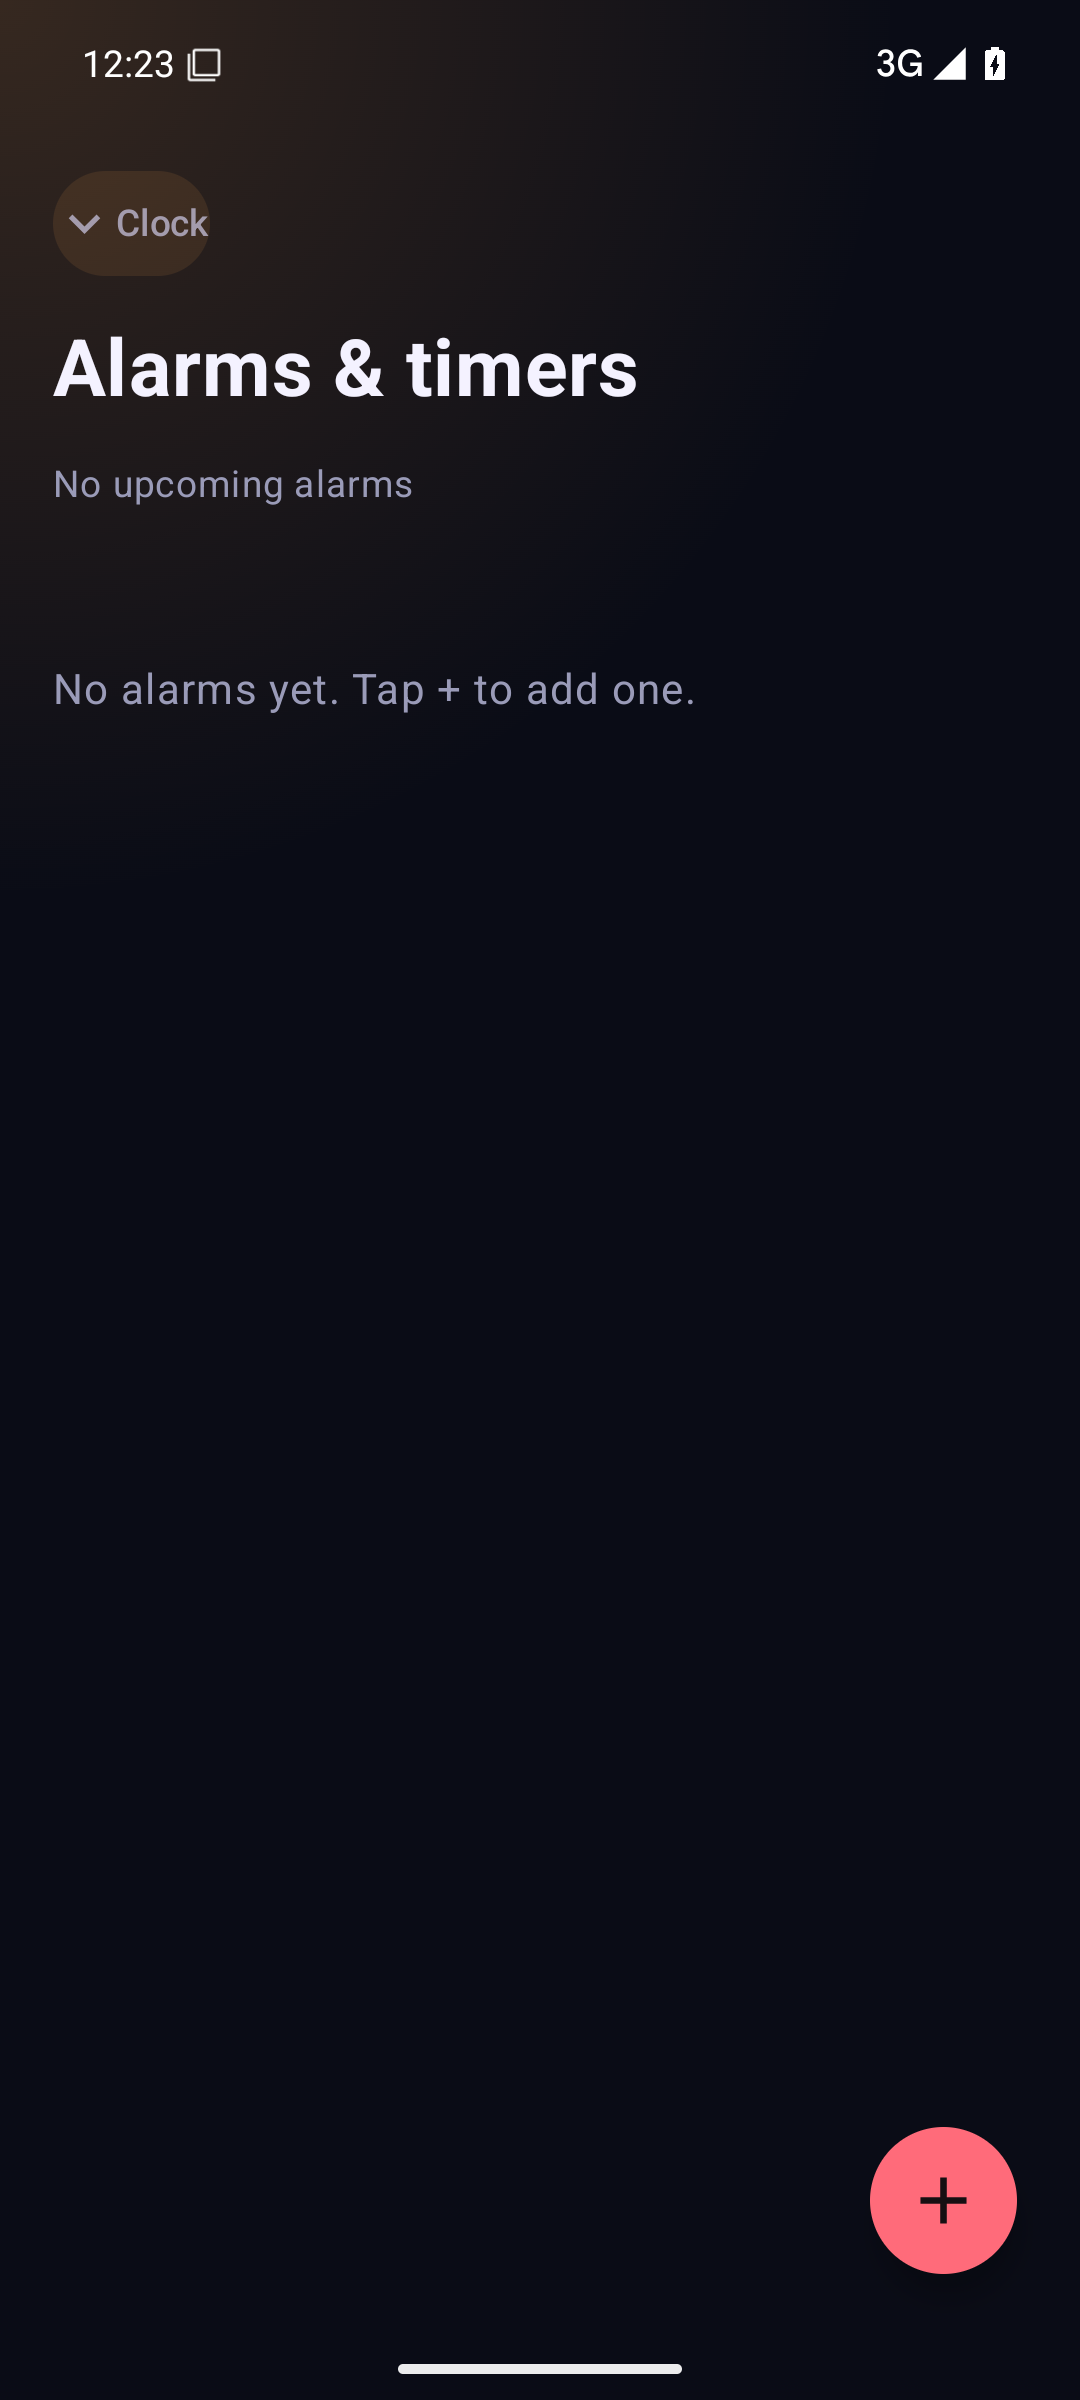 12:23
3G
Clock
Alarms & timers
No upcoming alarms
No alarms yet. Tap + to add one.